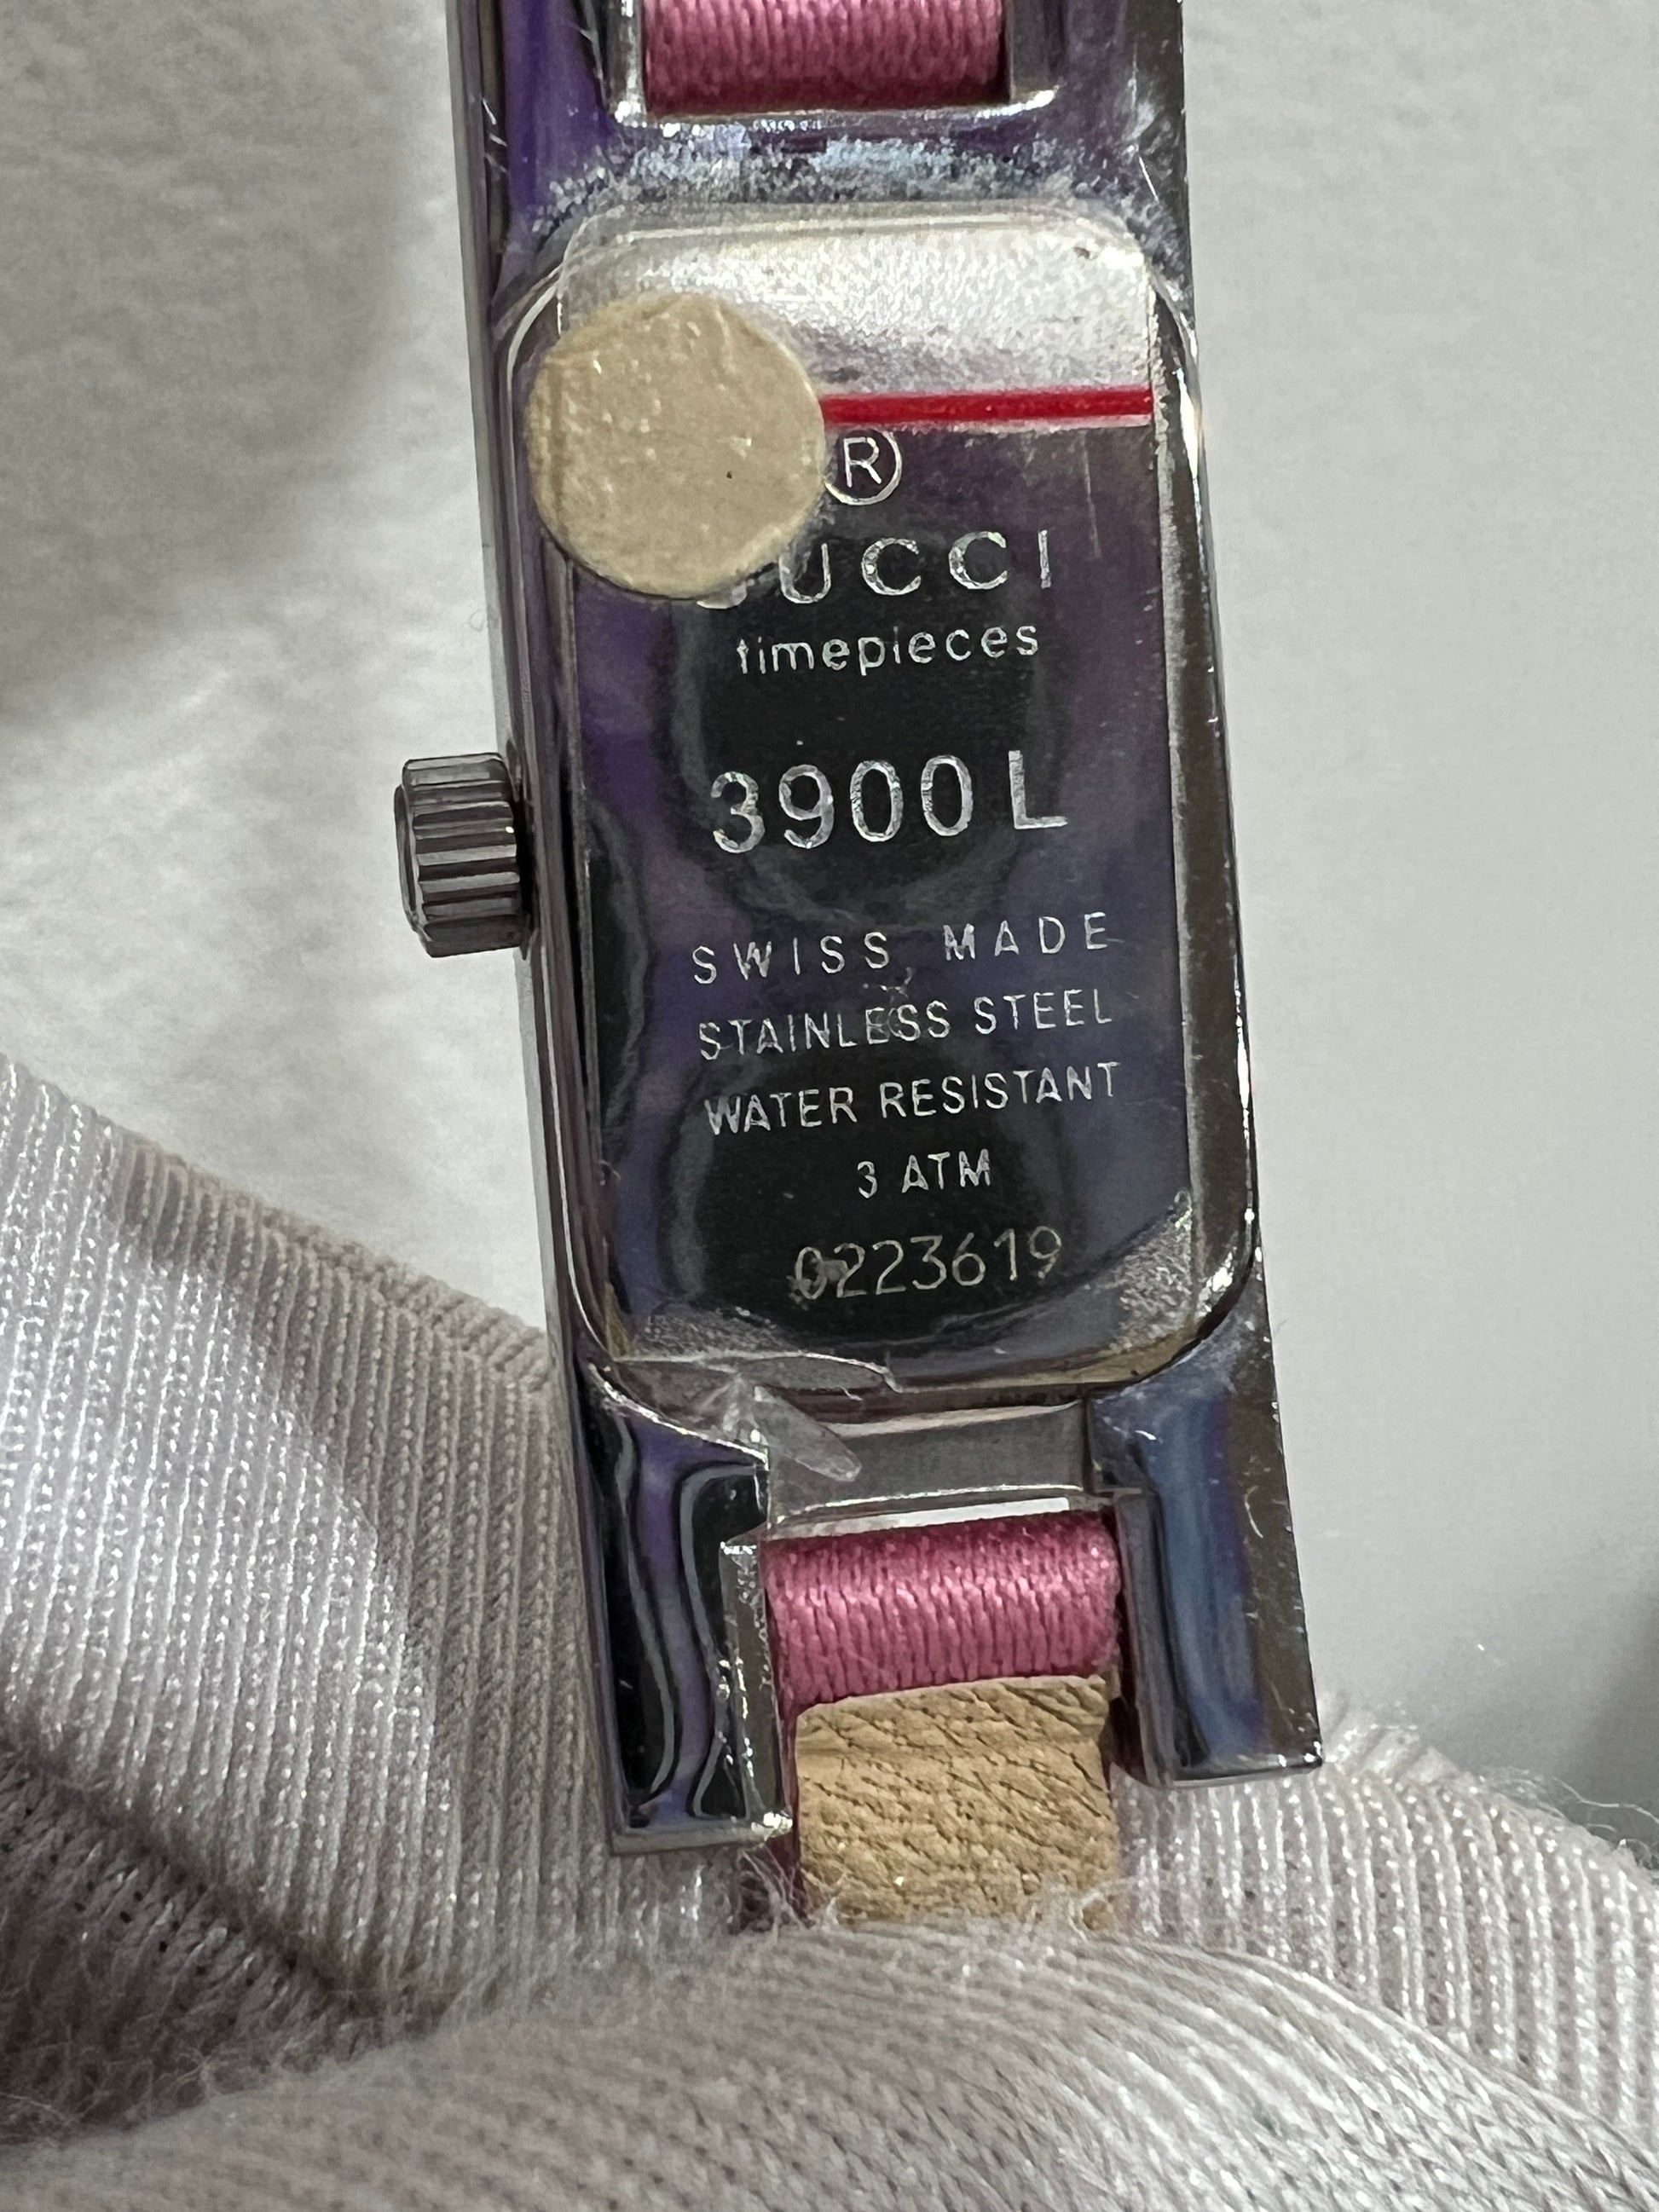 ®
UCCI
timepieces
3900 L
SWISS MADE
STAINLESS STEEL
WATER RESISTANT
3 ATM
0223619